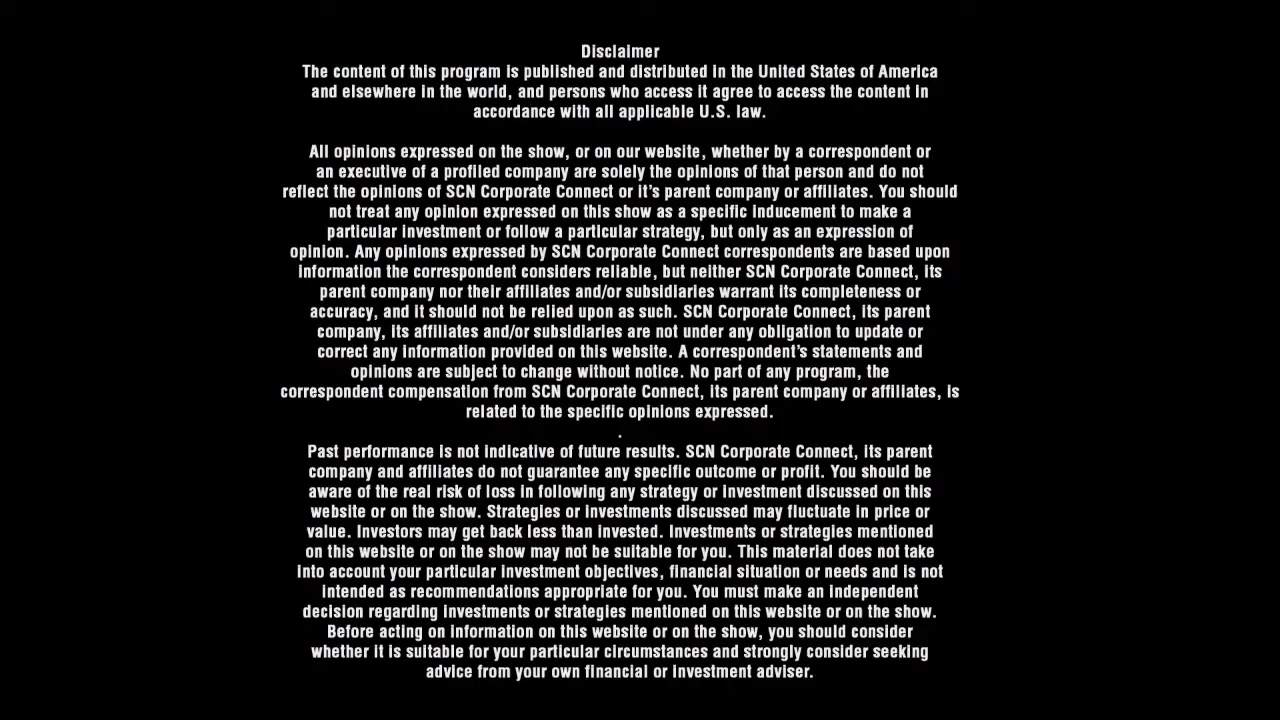 Disclaimer
The content of this program is published and distributed in the United States of America
and elsewhere in the world, and persons who access it agree to access the content in
accordance with all applicable U.S. law.
All opinions expressed on the show, or on our website, whether by a correspondent or
an executive of a profiled company are solely the opinions of that person and do not
reflect the opinions of SCN Corporate Connect or it's parent company or affiliates. You should
not treat any opinion expressed on this show as a specific inducement to make a
particular investment or follow a particular strategy, but only as an expression of
opinion. Any opinions expressed by SCN Corporate Connect correspondents are based upon
information the correspondent considers reliable, but neither SCN Corporate Connect, its
parent company nor their affiliates and/or subsidiaries warrant its completeness or
accuracy, and it should not be relied upon as such. SCN Corporate Connect, its parent
company, its affiliates and/or subsidiaries are not under any obligation to update or
correct any information provided on this website. A correspondent's statements and
opinions are subject to change without notice. No part of any program, the
correspondent compensation from SCN Corporate Connect, its parent company or affiliates, is
related to the specific opinions expressed.
.
Past performance is not indicative of future results. SCN Corporate Connect, its parent
company and affiliates do not guarantee any specific outcome or profit. You should be
aware of the real risk of loss in following any strategy or investment discussed on this
website or on the show. Strategies or investments discussed may fluctuate in price or
value. Investors may get back less than invested. Investments or strategies mentioned
on this website or on the show may not be suitable for you. This material does not take
into account your particular investment objectives, financial situation or needs and is not
intended as recommendations appropriate for you. You must make an independent
decision regarding investments or strategies mentioned on this website or on the show.
Before acting on information on this website or on the show, you should consider
whether it is suitable for your particular circumstances and strongly consider seeking
advice from your own financial or investment adviser.